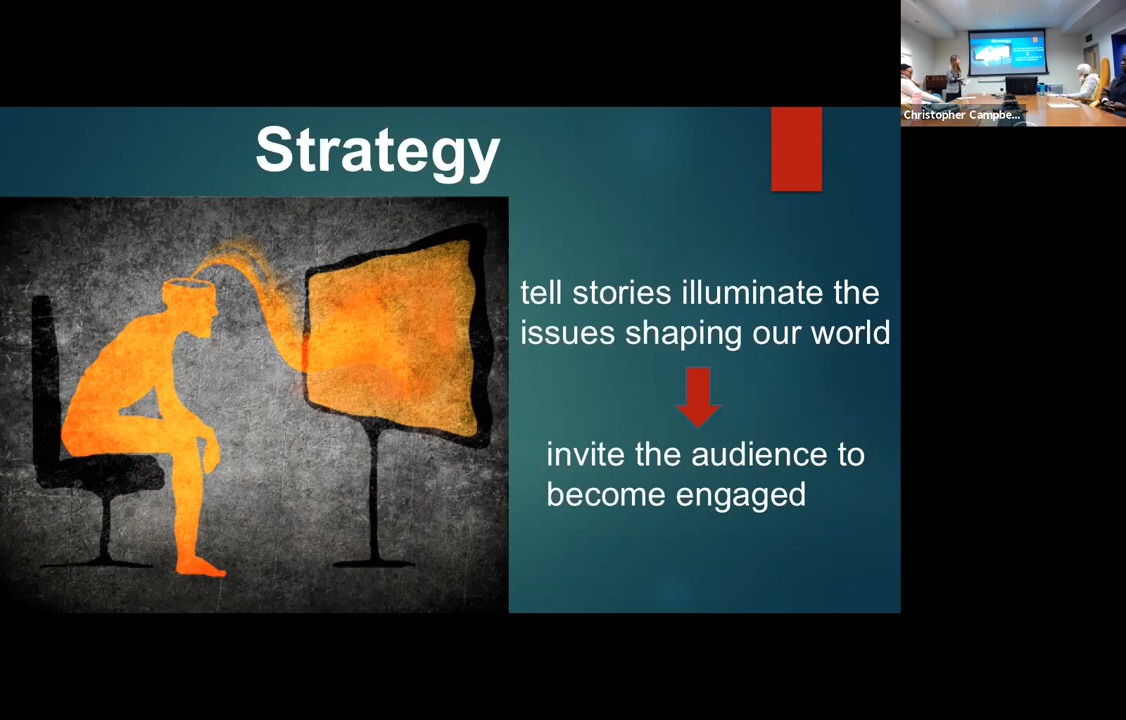 Strategy
tell stories illuminate the
issues shaping our world
invite the audience to
become engaged
Christopher Campbe...